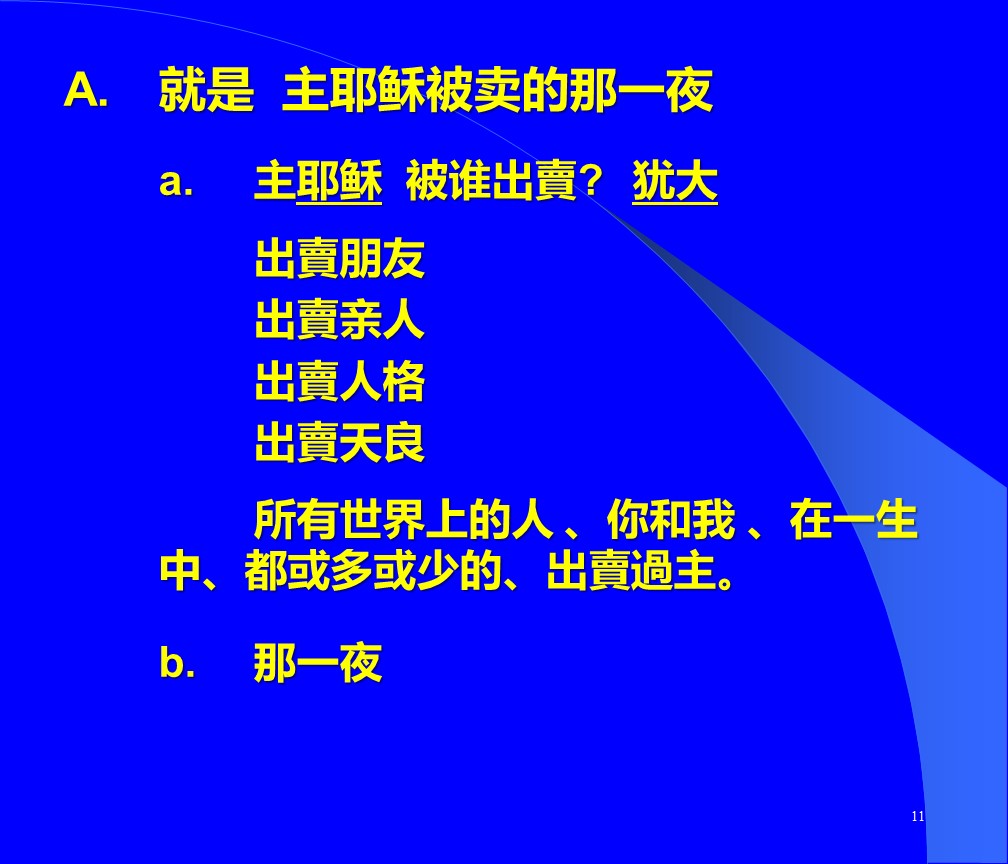 A. 就是 主耶稣被卖的那一夜
a. 主耶稣 被谁出賣? 犹大
出賣朋友
出賣亲人
出賣人格
出賣天良
所有世界上的人、你和我、在一生
中、都或多或少的、出賣過主。
b. 那一夜
11